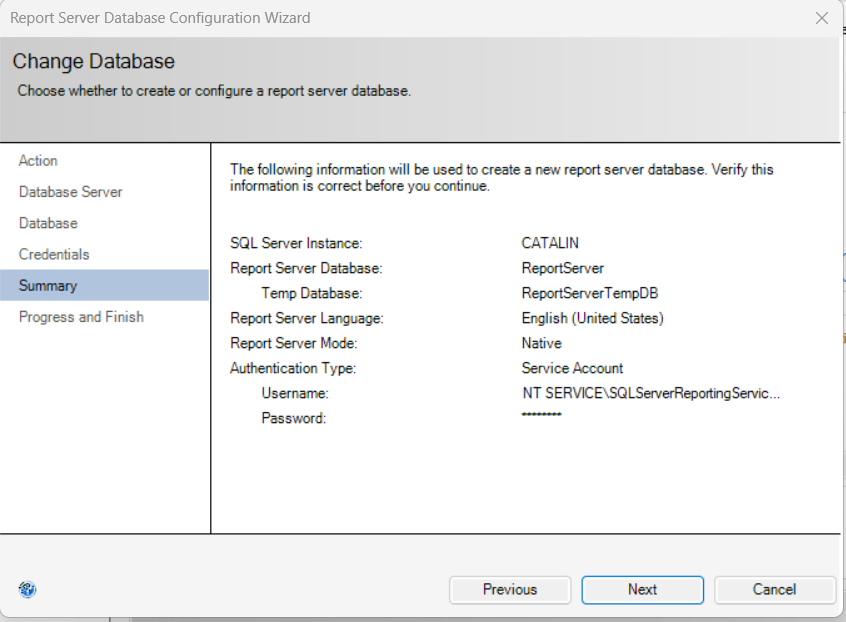 Report Server Database Configuration Wizard
Change Database
Choose whether to create or configure a report server database.
Action
Database Server
Database
Credentials
Summary
Progress and Finish
The following information will be used to create a new report server database. Verify this
information is correct before you continue.
SQL Server Instance: CATALIN
Report Server Database: ReportServer
Temp Database: ReportServerTempDB
Report Server Language: English (United States)
Report Server Mode: Native
Authentication Type: Service Account
Username: NT SERVICE\SQLServerReportingServic...
Password: ********
Previous Next Cancel